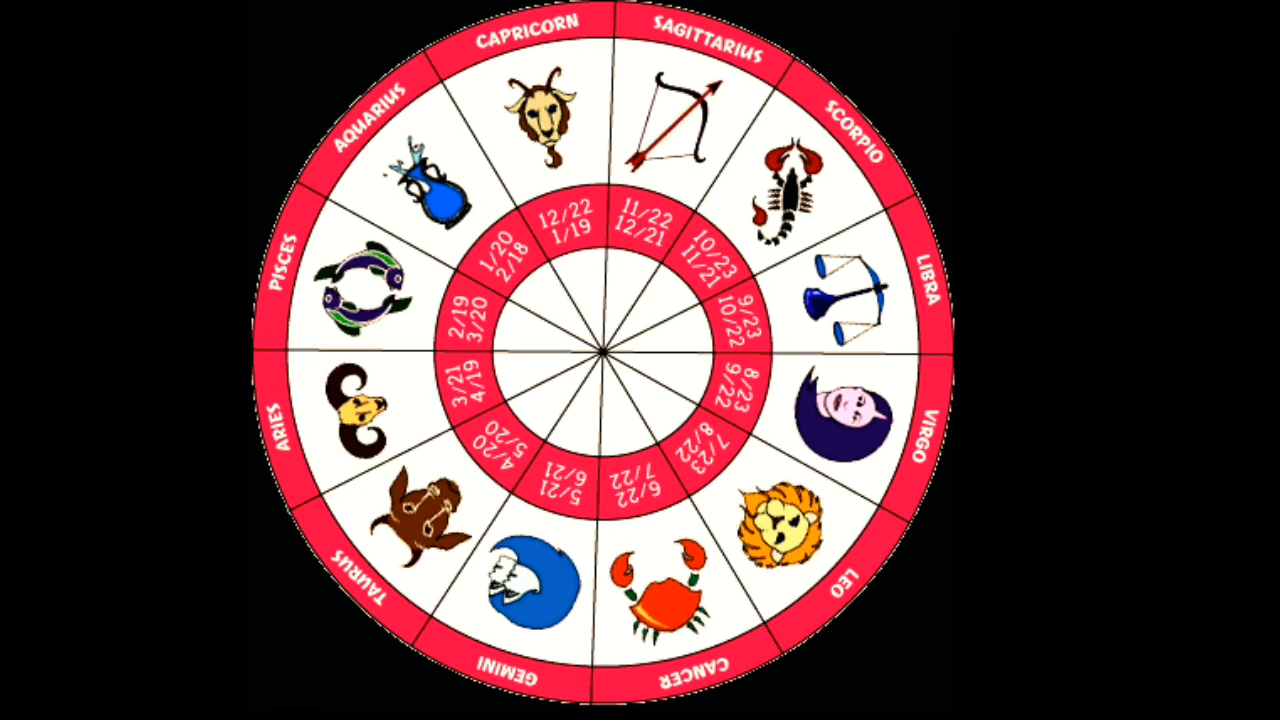 CAPRICORN
SAGITTARIUS
SCORPIO
LIBRA
VIRGO
LEO
CANCER
GEMINI
TAURUS
ARIES
PISCES
AQUARIUS
12/22
1/19
11/22
12/21
10/23
11/21
9/23
10/22
8/23
9/22
7/23
8/22
6/22
7/22
5/21
6/21
4/20
5/20
3/21
4/19
2/19
3/20
1/20
2/18